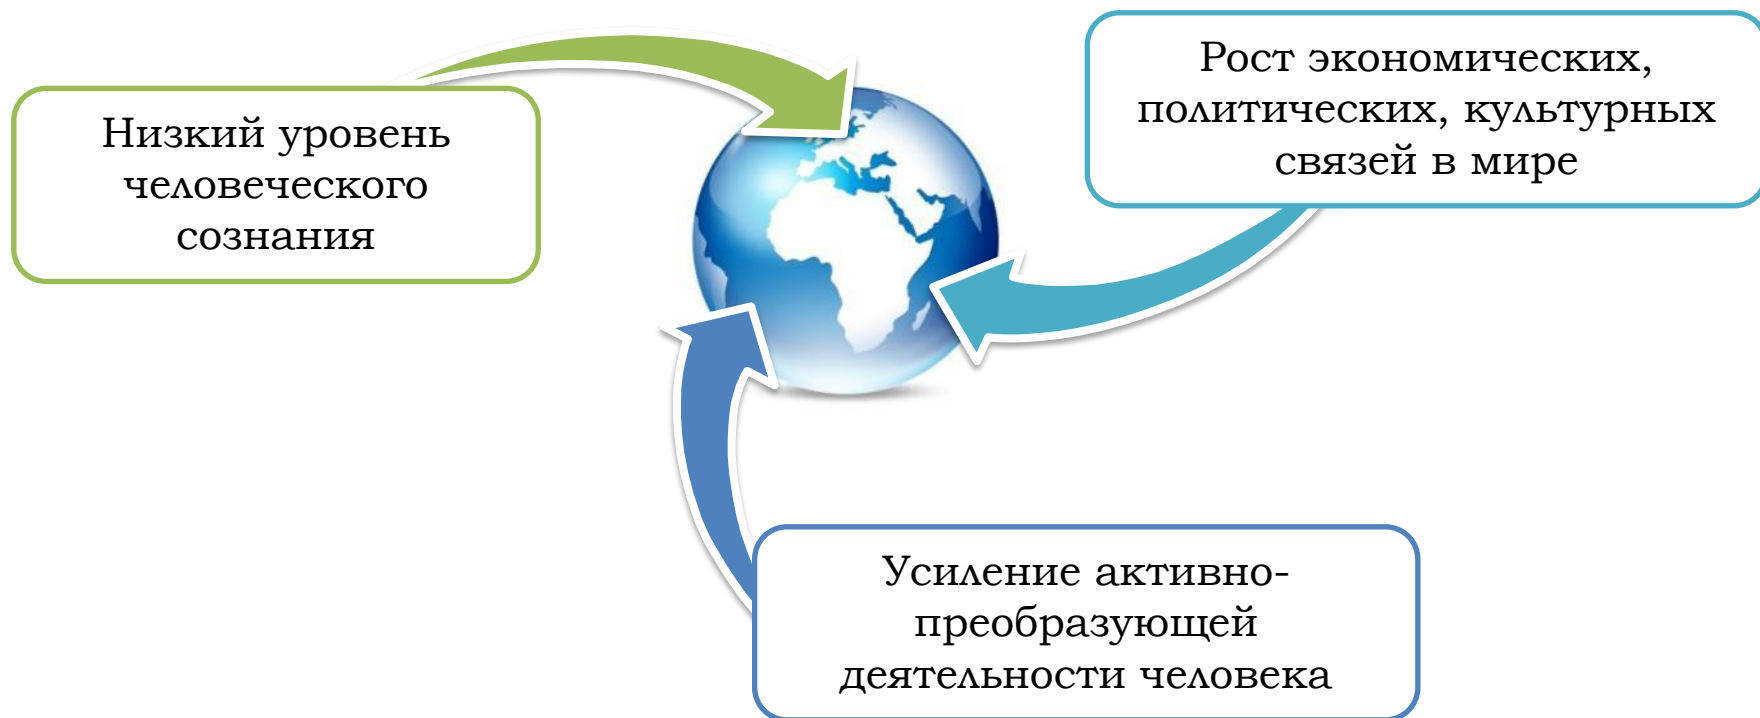 Низкий уровень
человеческого
сознания
Рост экономических,
политических, культурных
связей в мире
Усиление активно-
преобразующей
деятельности человека